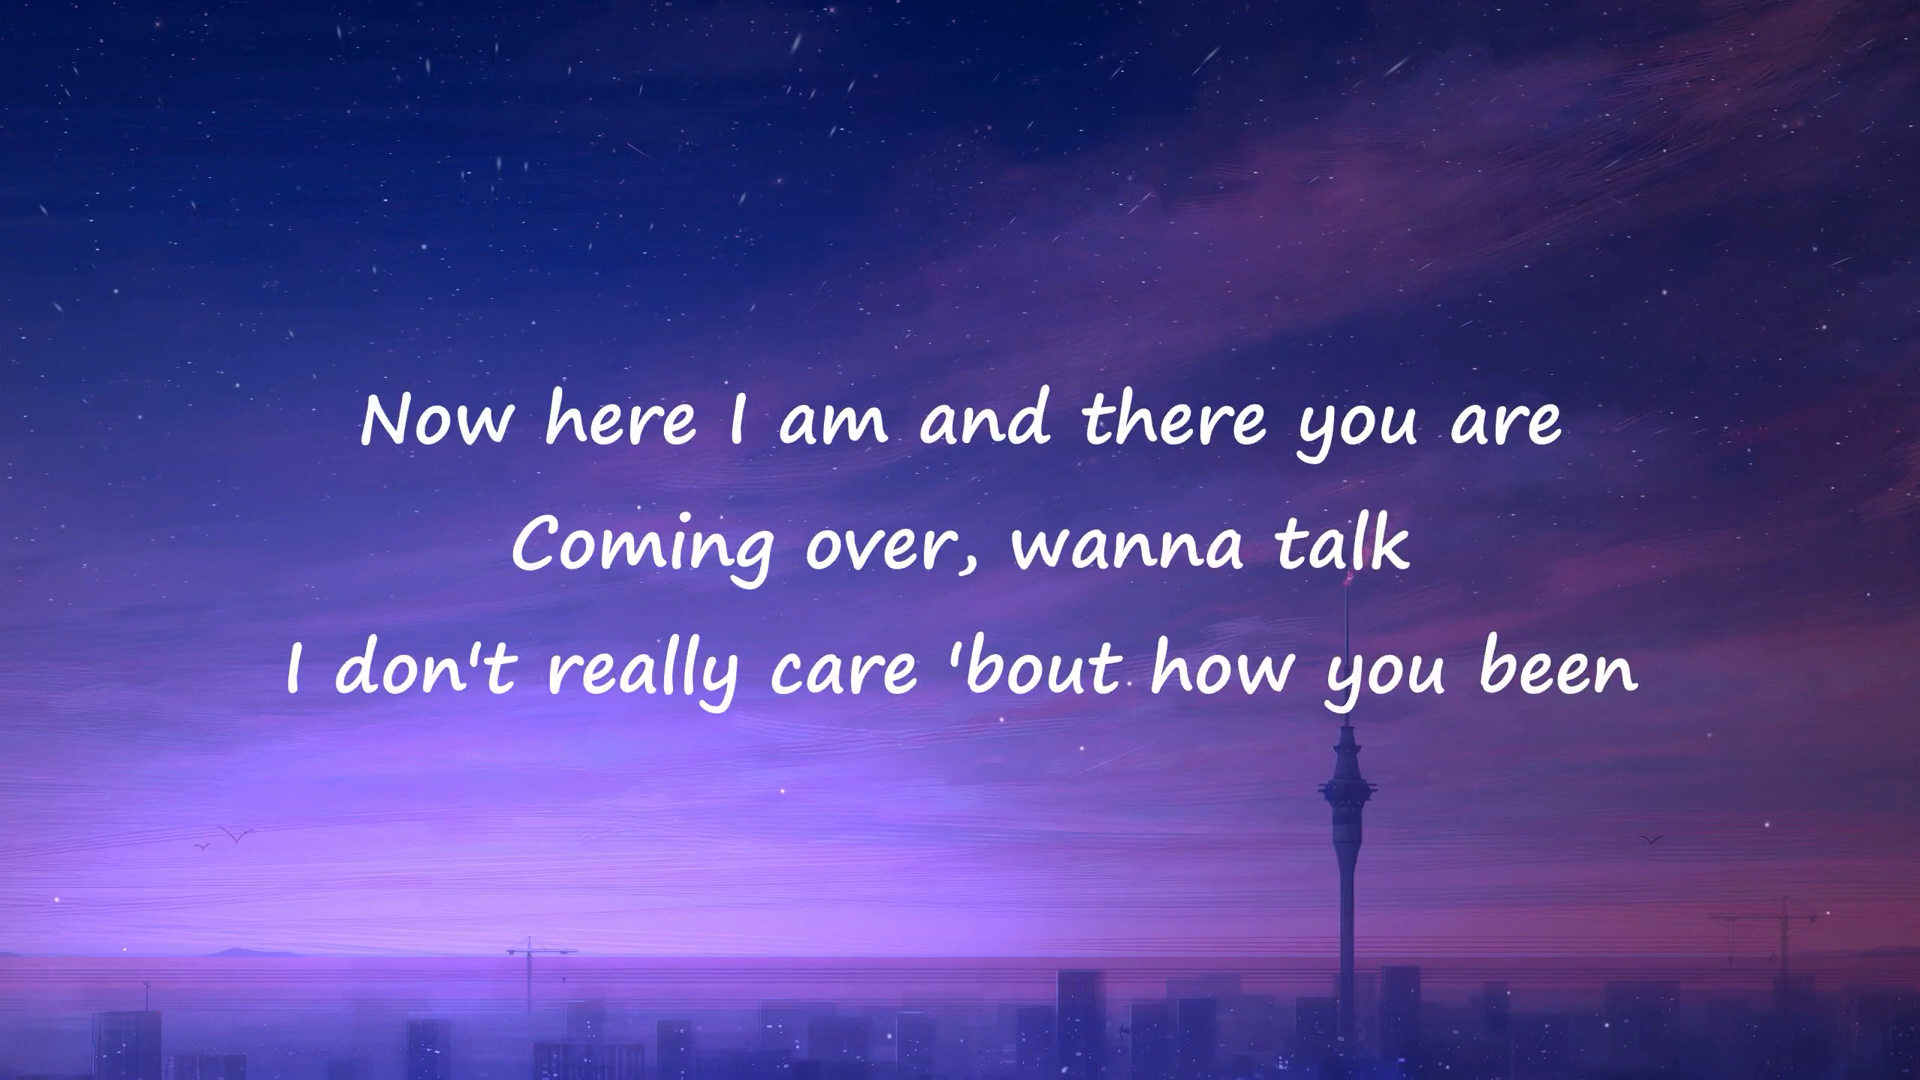 Now here I am and there you are
Coming over, wanna talk
I don't really care 'bout how you been